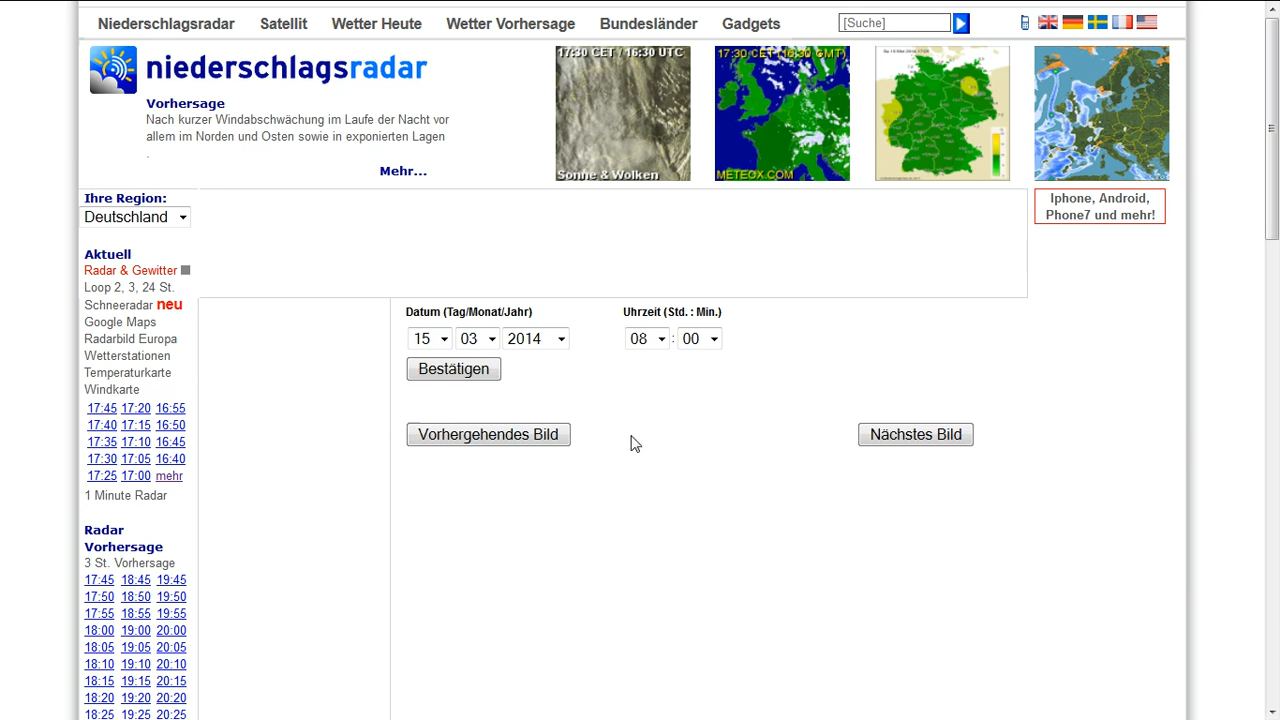 Niederschlagsradar Satellit Wetter Heute Wetter Vorhersage Bundesländer Gadgets [Suche]
niederschlagsradar
Vorhersage
Nach kurzer Windabschwächung im Laufe der Nacht vor
allem im Norden und Osten sowie in exponierten Lagen
.
Mehr...
17:30 CET / 16:30 UTC
Sonne & Wolken
17:30 CET (16:30 GMT)
METEOX.COM
Ihre Region:
Deutschland
Iphone, Android,
Phone7 und mehr!
Aktuell
Radar & Gewitter
Loop 2, 3, 24 St.
Schneeradar neu
Google Maps
Radarbild Europa
Wetterstationen
Temperaturkarte
Windkarte
17:45 17:20 16:55
17:40 17:15 16:50
17:35 17:10 16:45
17:30 17:05 16:40
17:25 17:00 mehr
1 Minute Radar
Radar
Vorhersage
3 St. Vorhersage
17:45 18:45 19:45
17:50 18:50 19:50
17:55 18:55 19:55
18:00 19:00 20:00
18:05 19:05 20:05
18:10 19:10 20:10
18:15 19:15 20:15
18:20 19:20 20:20
18:25 19:25 20:25
Datum (Tag/Monat/Jahr) Uhrzeit (Std. : Min.)
15 03 2014 08 : 00
Bestätigen
Vorhergehendes Bild Nächstes Bild